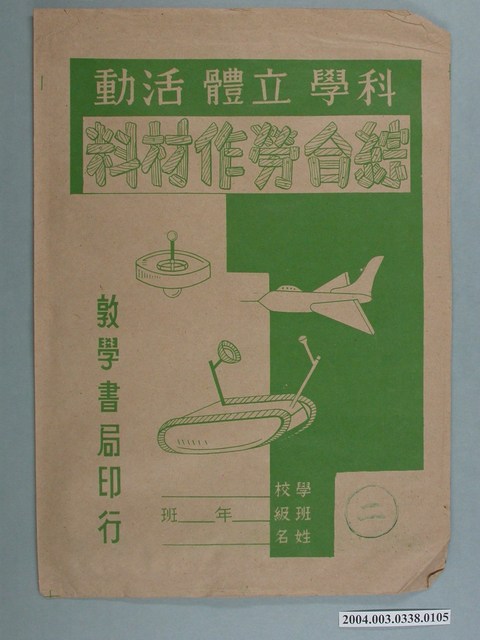 科學 立體 活動
綜合勞作材料
敦學書局印行
學校
班級 年 班
姓名
二
2004.003.0338.0105